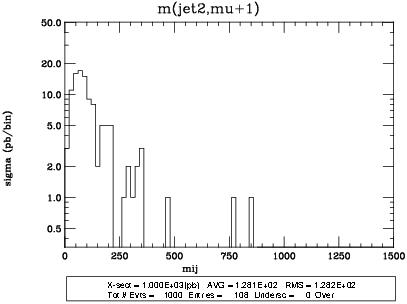 m(jet2,mu+1)
sigma (pb/bin)
50.0
20.0
10.0
5.0
2.0
1.0
0.5
0 250 500 750 1000 1250 1500
mij
X-sect = 1.000E+03(pb) AVG = 1.281E+02 RMS = 1.282E+02
Tot # Evts = 1000 Entries = 108 Undersc = 0 Over